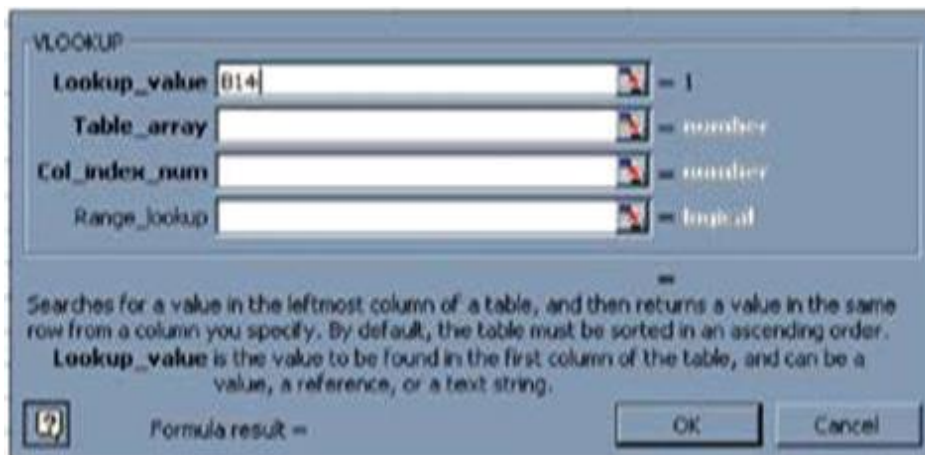 VLOOKUP
Lookup_value B14 = 1
Table_array = number
Col_index_num = number
Range_lookup = logical
=
Searches for a value in the leftmost column of a table, and then returns a value in the same
row from a column you specify. By default, the table must be sorted in an ascending order.
Lookup_value is the value to be found in the first column of the table, and can be a
value, a reference, or a text string.
Formula result =
OK
Cancel